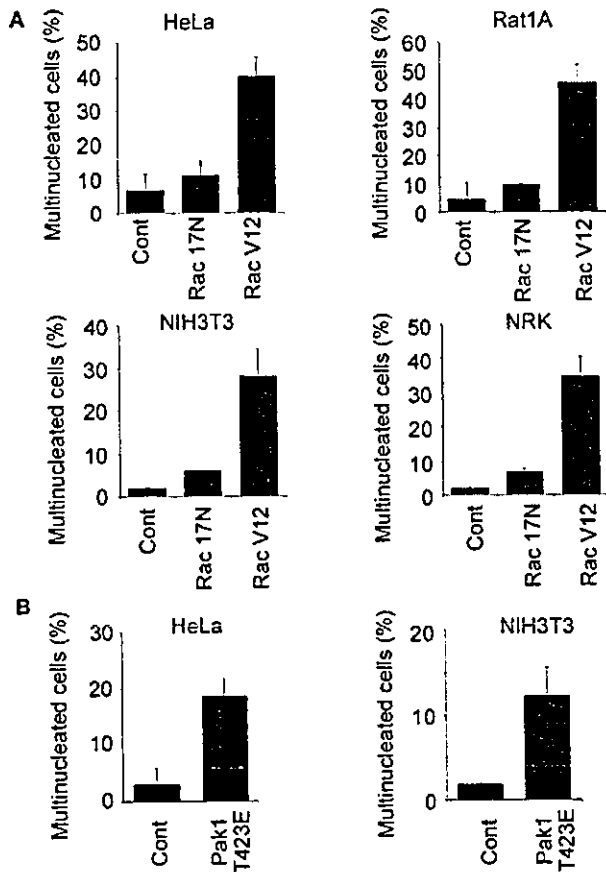 A
HeLa
Multinucleated cells (%)
50
40
30
20
10
0
Cont
Rac 17N
Rac V12
Rat1A
Multinucleated cells (%)
60
50
40
30
20
10
0
Cont
Rac 17N
Rac V12
NIH3T3
Multinucleated cells (%)
40
30
20
10
0
Cont
Rac 17N
Rac V12
NRK
Multinucleated cells (%)
50
40
30
20
10
0
Cont
Rac 17N
Rac V12
B
HeLa
Multinucleated cells (%)
30
20
10
0
Cont
Pak1
T423E
NIH3T3
Multinucleated cells (%)
20
10
0
Cont
Pak1
T423E